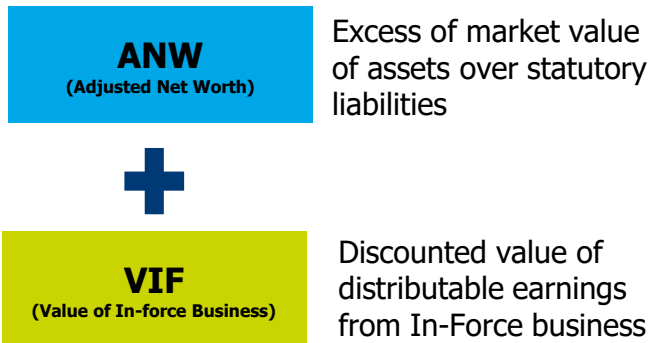 ANW
(Adjusted Net Worth)
Excess of market value
of assets over statutory
liabilities
VIF
(Value of In-force Business)
Discounted value of
distributable earnings
from In-Force business